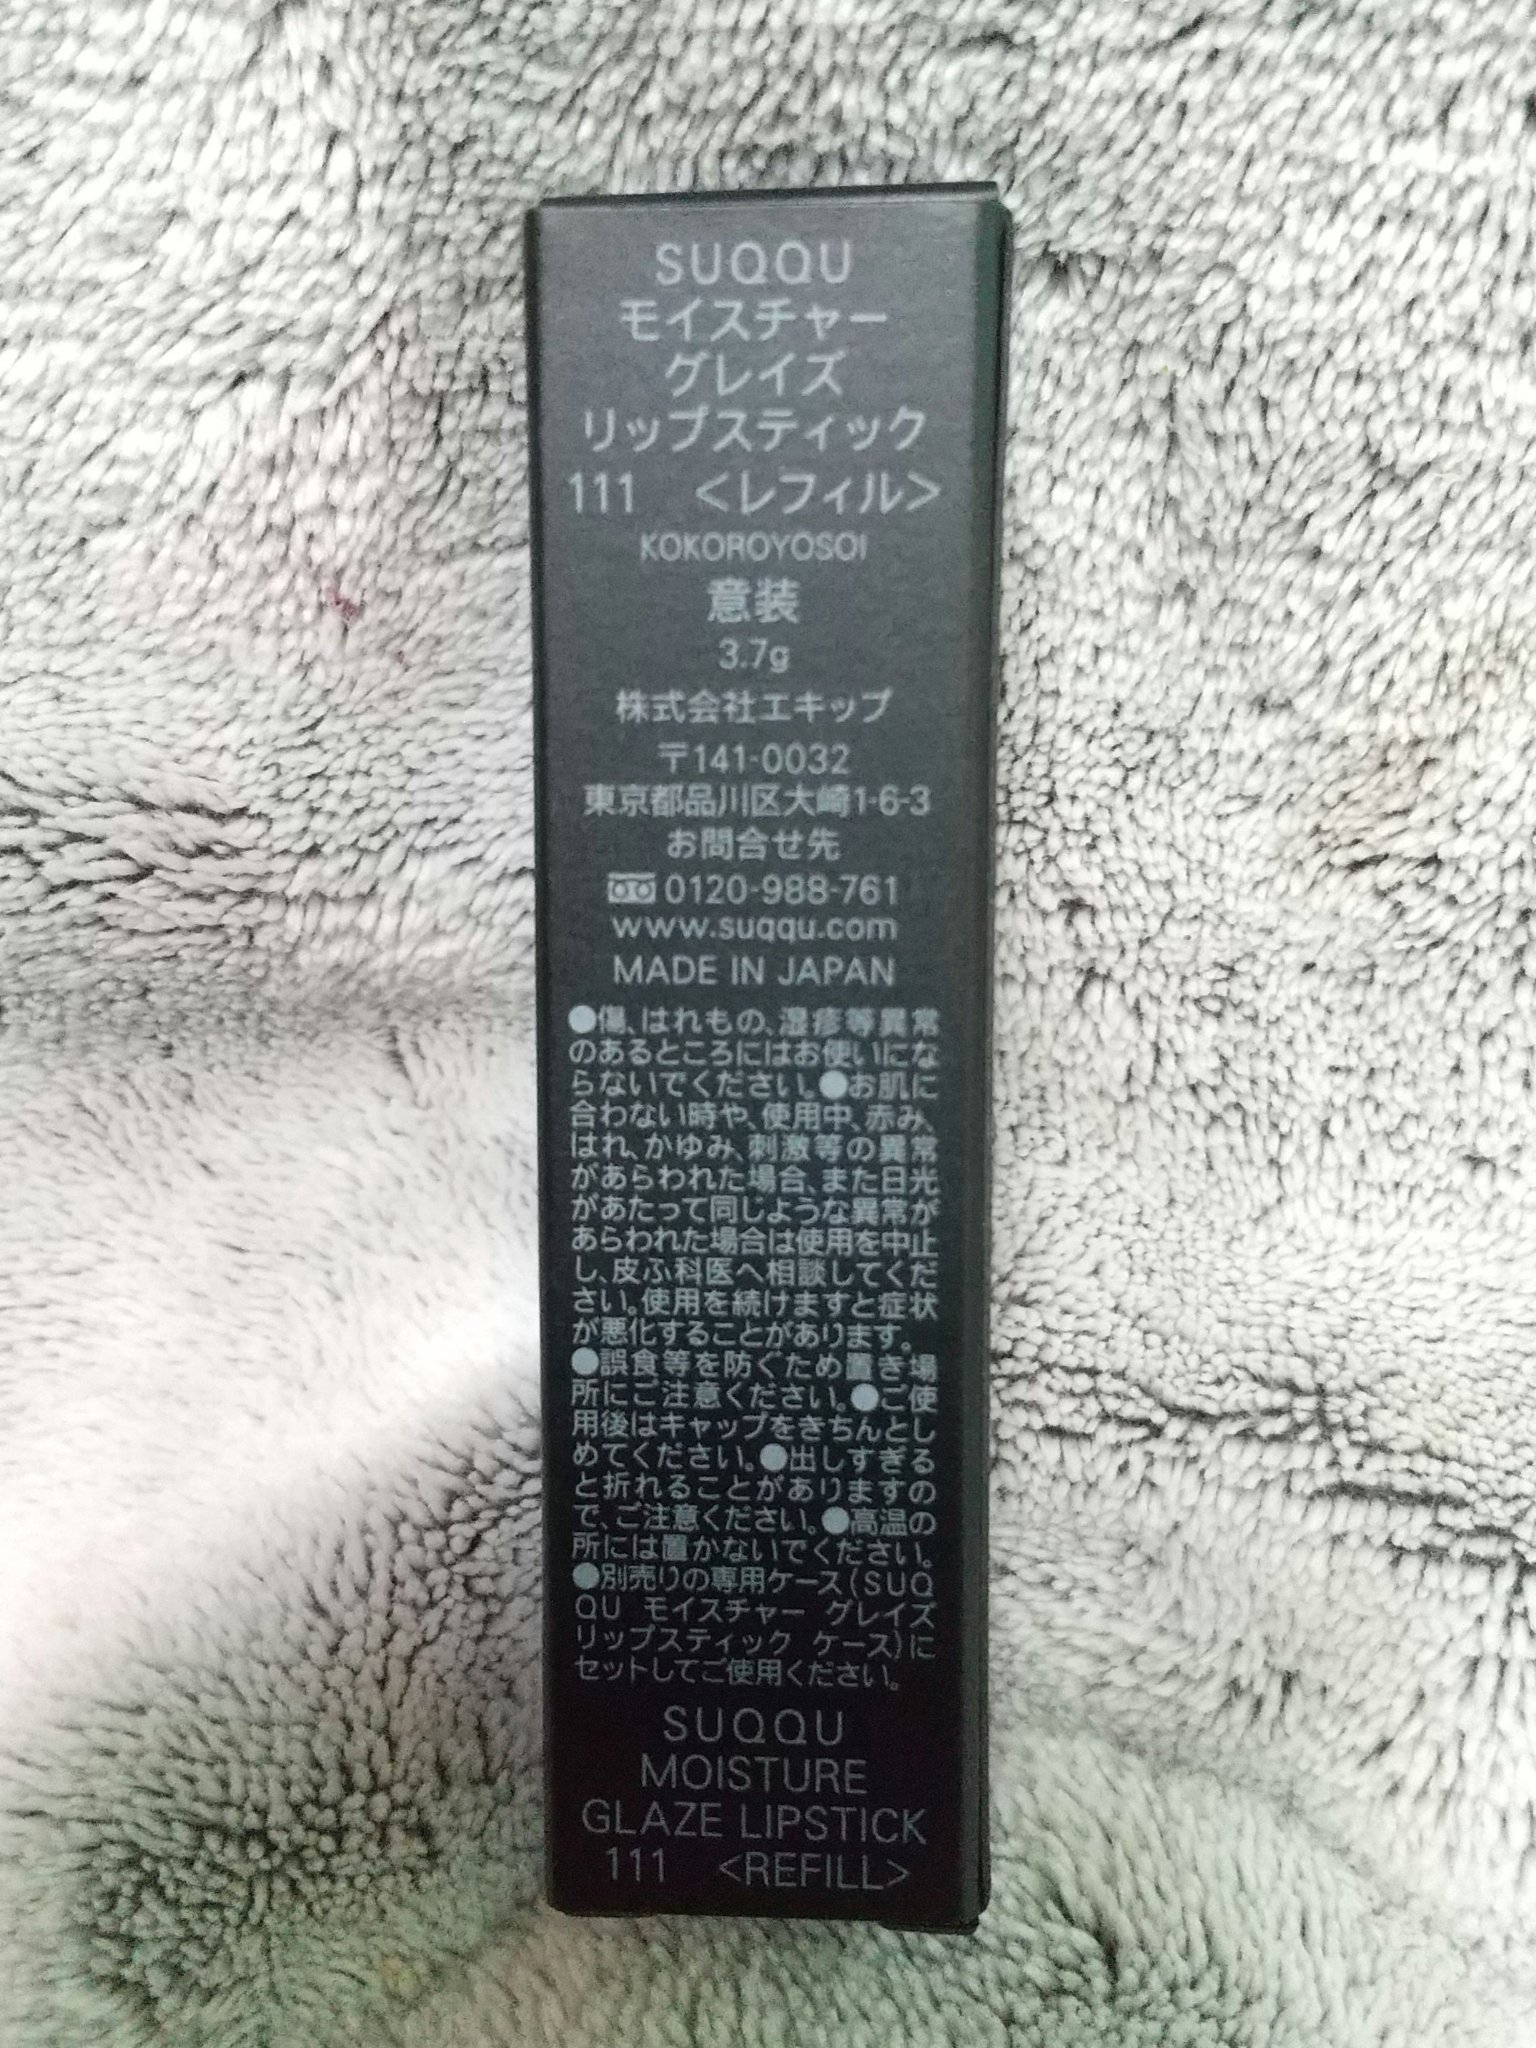 SUQQU
モイスチャー
グレイズ
リップスティック
111 <レフィル>
KOKOROYOSOI
意装
3.7g
株式会社エキップ
〒141-0032
東京都品川区大崎1-6-3
お問合せ先
0120-988-761
www.suqqu.com
MADE IN JAPAN
●傷、はれもの、湿疹等異常
のあるところにはお使いにな
らないでください。●お肌に
合わない時や、使用中、赤み、
はれ、かゆみ、刺激等の異常
があらわれた場合、また日光
があたって同じような異常が
あらわれた場合は使用を中止
し、皮ふ科医へ相談してくだ
さい。使用を続けますと症状
が悪化することがあります。
●誤食等を防ぐため置き場
所にご注意ください。●ご使
用後はキャップをきちんとし
めてください。●出しすぎる
と折れることがありますの
で、ご注意ください。●高温の
所には置かないでください。
●別売りの専用ケース(SUQ
QU モイスチャー グレイズ
リップスティック ケース)に
セットしてご使用ください。
SUQQU
MOISTURE
GLAZE LIPSTICK
111 <REFILL>